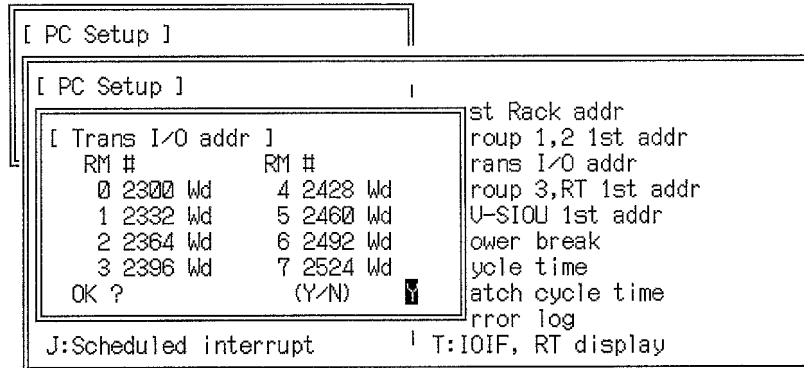 [ PC Setup ]
[ PC Setup ]
[ Trans I/O addr ]
RM # RM #
0 2300 Wd 4 2428 Wd
1 2332 Wd 5 2460 Wd
2 2364 Wd 6 2492 Wd
3 2396 Wd 7 2524 Wd
OK ? (Y/N) Y
st Rack addr
roup 1,2 1st addr
rans I/O addr
roup 3,RT 1st addr
U-SIOU 1st addr
ower break
ycle time
atch cycle time
rror log
J:Scheduled interrupt T:IOIF, RT display